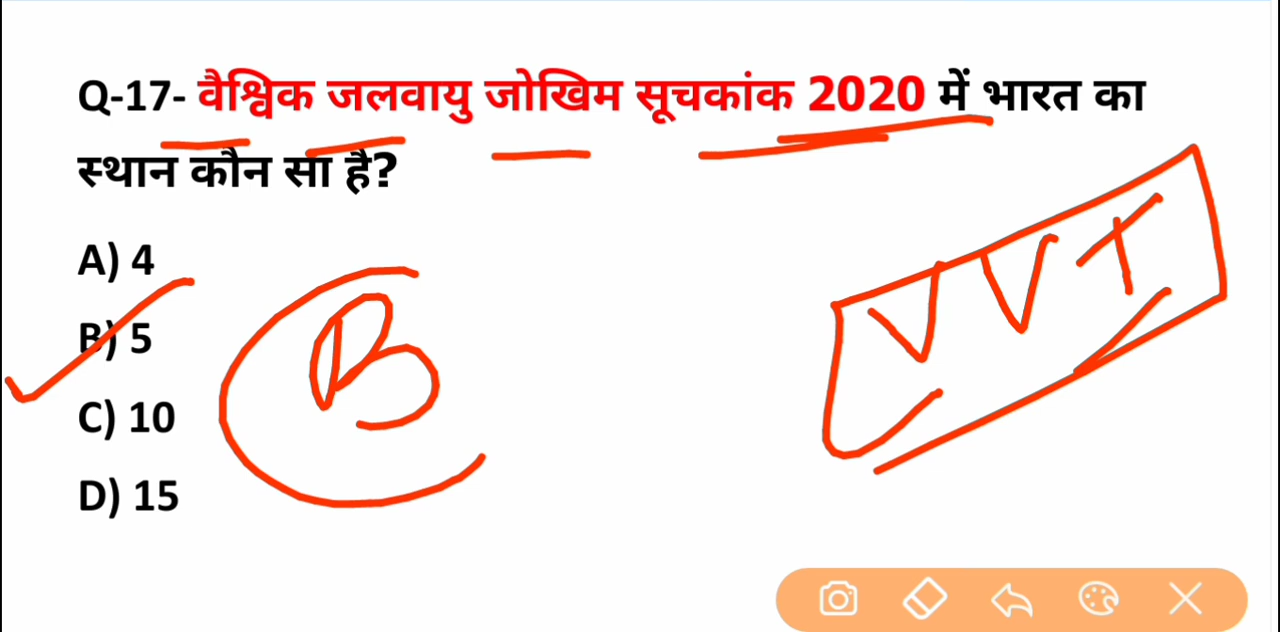 Q-17- वैश्विक जलवायु जोखिम सूचकांक 2020 में भारत का
स्थान कौन सा है?
A) 4
B) 5
C) 10
D) 15
B
VVI